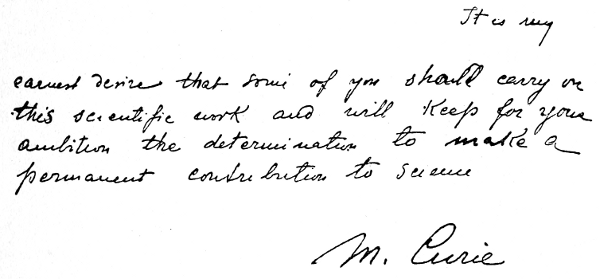 It is my
earnest desire that some of you should carry on
this scientific work and will keep for your
ambition the determination to make a
permanent contribution to science
M. Curie